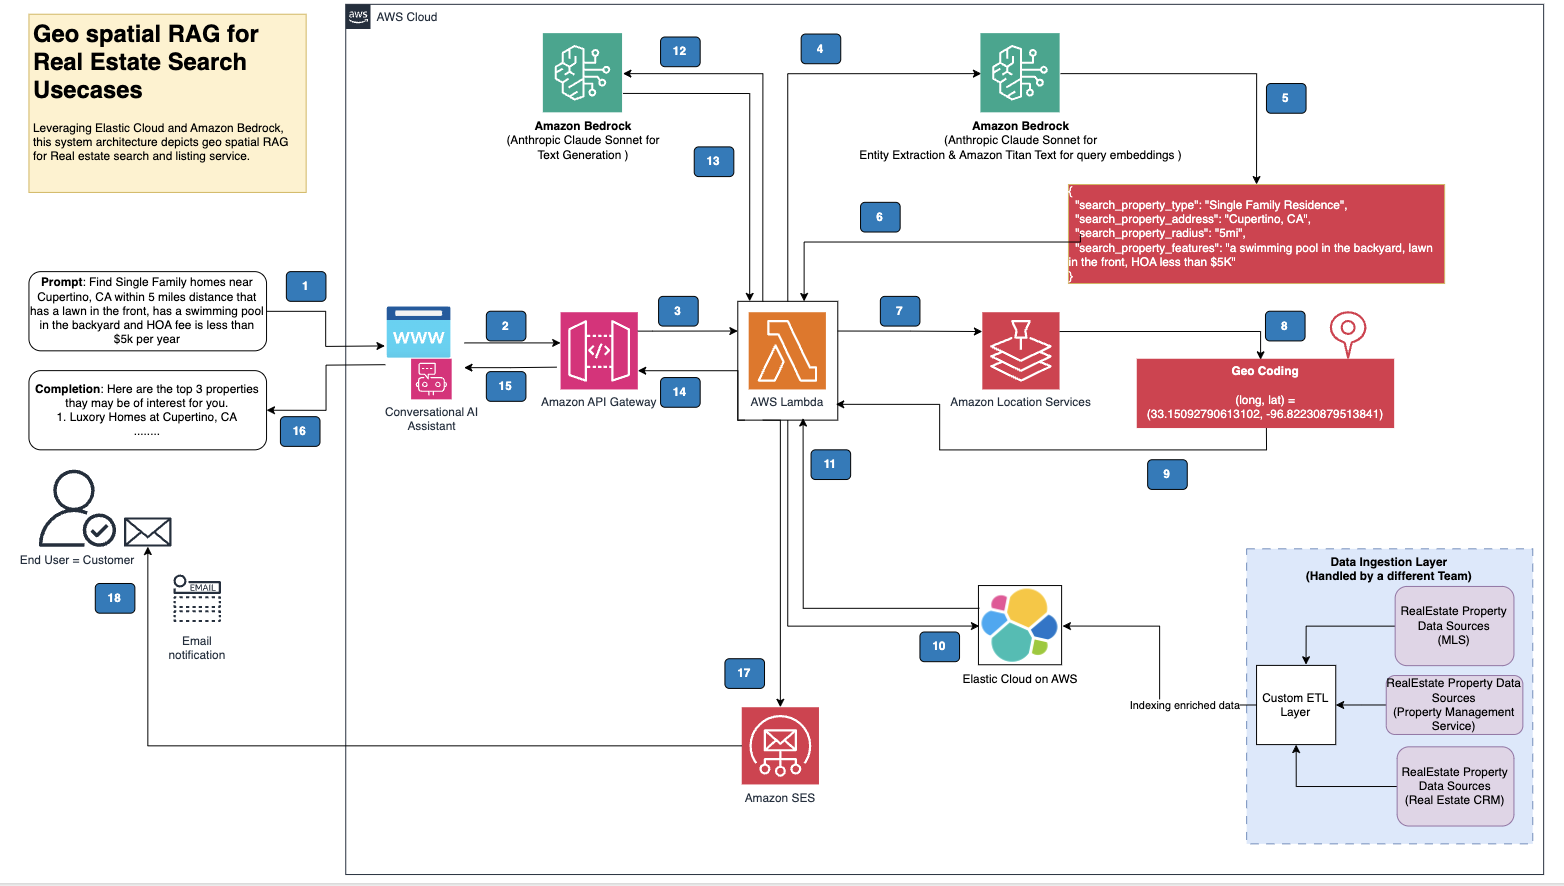 Geo spatial RAG for
Real Estate Search
Usecases
Leveraging Elastic Cloud and Amazon Bedrock,
this system architecture depicts geo spatial RAG
for Real estate search and listing service.
aws
AWS Cloud
12
4
5
Amazon Bedrock
(Anthropic Claude Sonnet for
Text Generation )
13
Amazon Bedrock
(Anthropic Claude Sonnet for
Entity Extraction & Amazon Titan Text for query embeddings )
6
{
"search_property_type": "Single Family Residence",
"search_property_address": "Cupertino, CA",
"search_property_radius": "5mi",
"search_property_features": "a swimming pool in the backyard, lawn
in the front, HOA less than $5K"
}
Prompt: Find Single Family homes near
Cupertino, CA within 5 miles distance that
has a lawn in the front, has a swimming pool
in the backyard and HOA fee is less than
$5k per year
1
2
3
7
8
WWW
</>
Completion: Here are the top 3 properties
thay may be of interest for you.
1. Luxory Homes at Cupertino, CA
........
15
14
16
Conversational AI
Assistant
Amazon API Gateway
AWS Lambda
Amazon Location Services
Geo Coding
(long, lat) =
(33.15092790613102, -96.82230879513841)
11
9
End User = Customer
18
EMAIL
Email
notification
10
Elastic Cloud on AWS
17
Amazon SES
Data Ingestion Layer
(Handled by a different Team)
RealEstate Property
Data Sources
(MLS)
RealEstate Property Data
Sources
(Property Management
Service)
Custom ETL
Layer
Indexing enriched data
RealEstate Property
Data Sources
(Real Estate CRM)